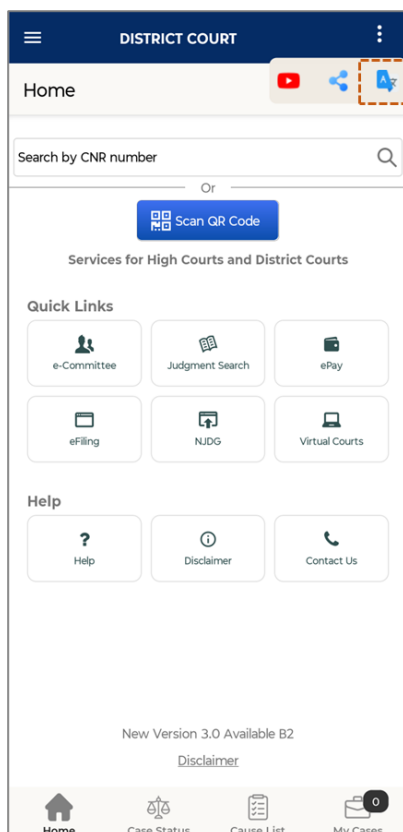 DISTRICT COURT
Home
Search by CNR number
Or
Scan QR Code
Services for High Courts and District Courts
Quick Links
e-Committee Judgment Search ePay
eFiling NJDG Virtual Courts
Help
? Help Disclaimer Contact Us
New Version 3.0 Available B2
Disclaimer
0
Home Case Status Cause List My Cases